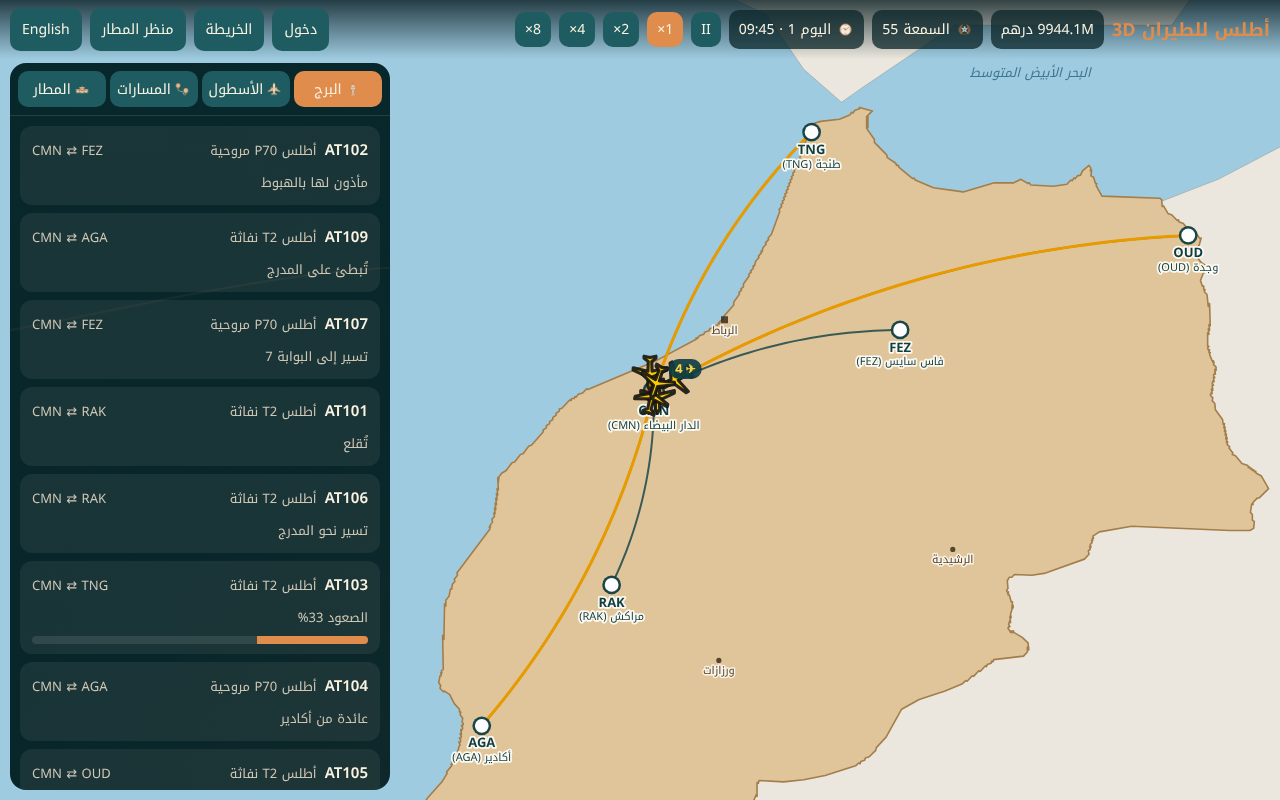 أطلس للطيران 3D
9944.1M درهم
السمعة 55
اليوم 1 · 09:45
II
×1
×2
×4
×8
دخول
الخريطة
منظر المطار
English
البرج
الأسطول
المسارات
المطار
AT102 أطلس P70 مروحية CMN ⇄ FEZ
مأذون لها بالهبوط
AT109 أطلس T2 نفاثة CMN ⇄ AGA
تُبطئ على المدرج
AT107 أطلس P70 مروحية CMN ⇄ FEZ
تسير إلى البوابة 7
AT101 أطلس T2 نفاثة CMN ⇄ RAK
تُقلع
AT106 أطلس T2 نفاثة CMN ⇄ RAK
تسير نحو المدرج
AT103 أطلس T2 نفاثة CMN ⇄ TNG
الصعود 33%
AT104 أطلس P70 مروحية CMN ⇄ AGA
عائدة من أكادير
AT105 أطلس T2 نفاثة CMN ⇄ OUD
البحر الأبيض المتوسط
TNG
طنجة (TNG)
OUD
وجدة (OUD)
الرباط
FEZ
فاس سايس (FEZ)
4 ✈
CMN
الدار البيضاء (CMN)
الرشيدية
RAK
مراكش (RAK)
ورزازات
AGA
أكادير (AGA)